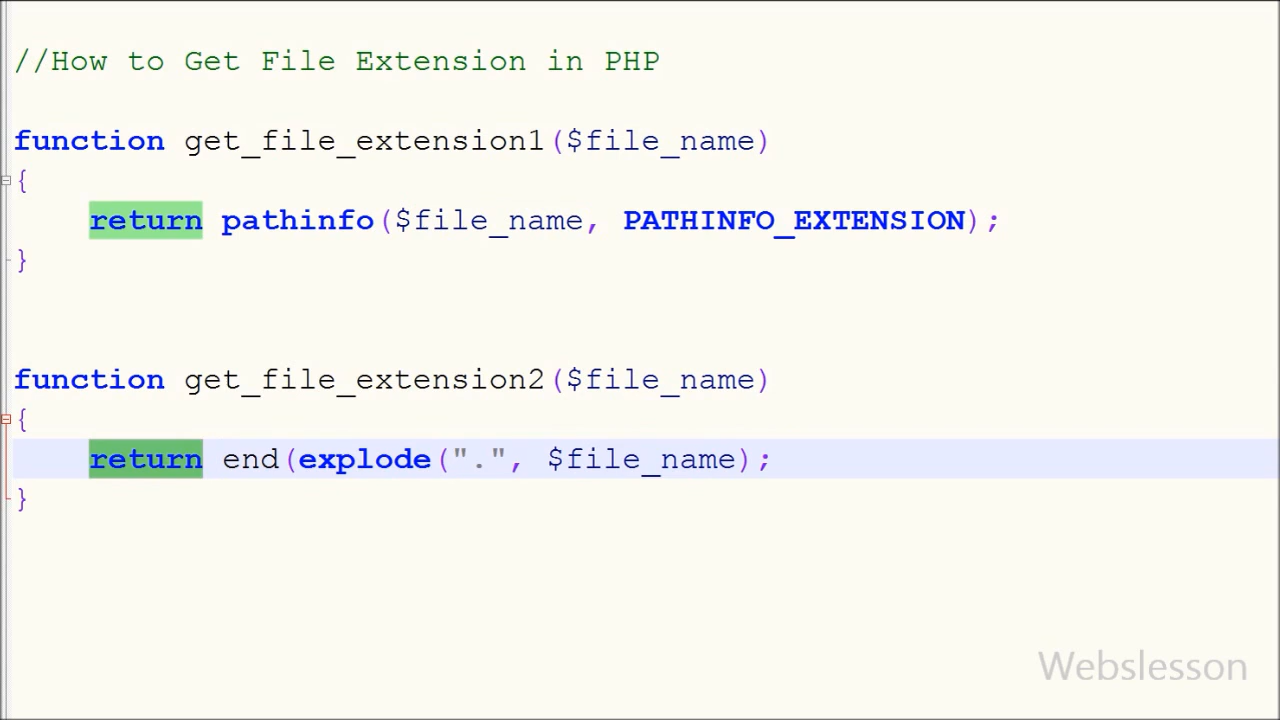 //How to Get File Extension in PHP
function get_file_extension1($file_name)
{
return pathinfo($file_name, PATHINFO_EXTENSION);
}
function get_file_extension2($file_name)
{
return end(explode(".", $file_name);
}
Webslesson